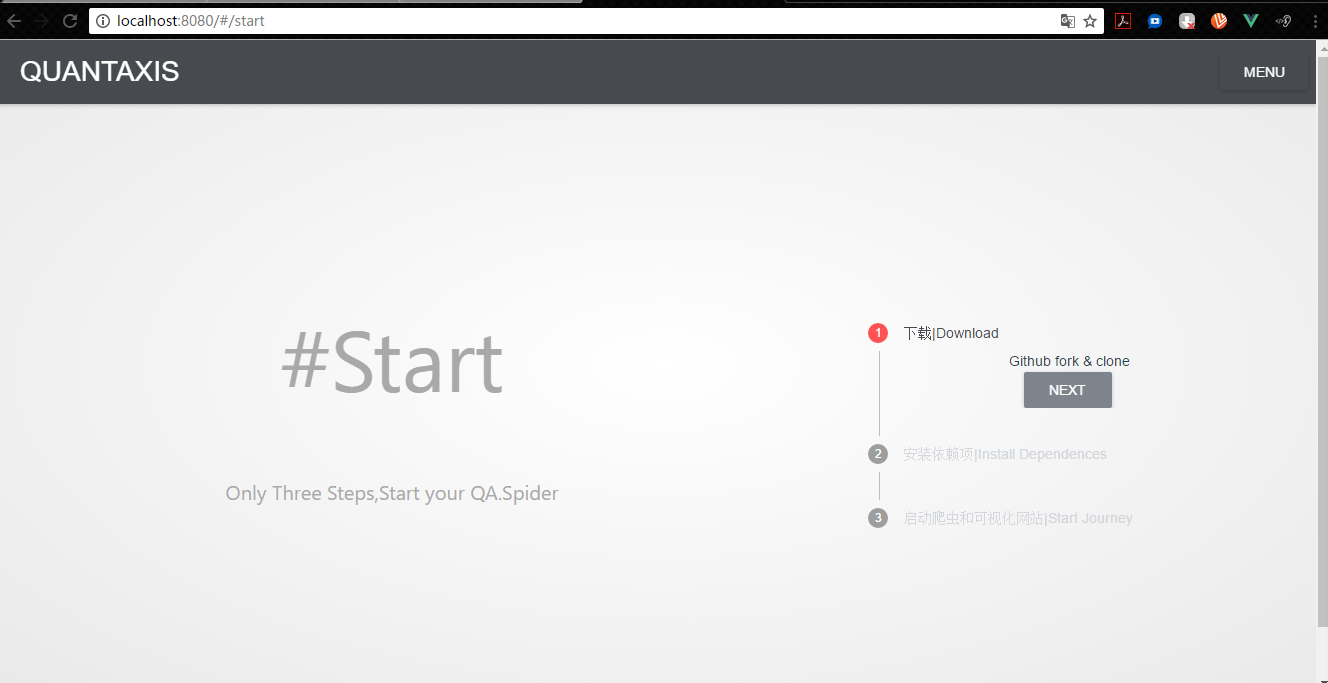 localhost:8080/#/start
QUANTAXIS
MENU
#Start
Only Three Steps,Start your QA.Spider
1 下载|Download
Github fork & clone
NEXT
2 安装依赖项|Install Dependences
3 启动爬虫和可视化网站|Start Journey